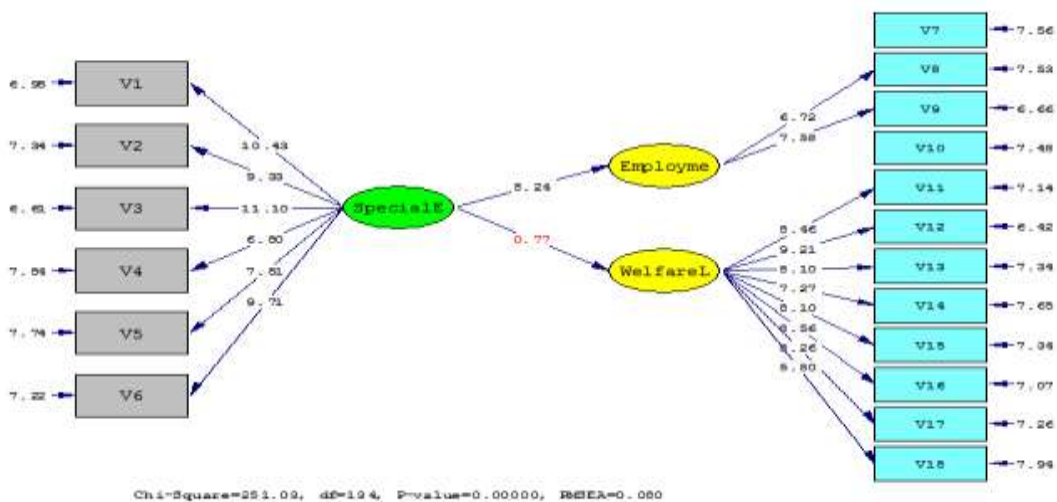 V7
7.56
V8
7.53
6.98
V1
V9
6.66
6.72
7.38
7.34
V2
10.43
V10
7.48
9.33
Employme
8.24
V11
7.14
6.61
V3
11.10
SpecialE
8.46
V12
6.42
0.77
9.21
6.80
7.84
V4
7.81
WelfareL
8.10
V13
7.34
9.71
7.27
V14
7.65
8.10
7.74
V5
8.56
V15
7.34
8.26
5.80
V16
7.07
7.22
V6
V17
7.26
V18
7.94
Chi-Square=251.09, df=134, P-value=0.00000, RMSEA=0.080